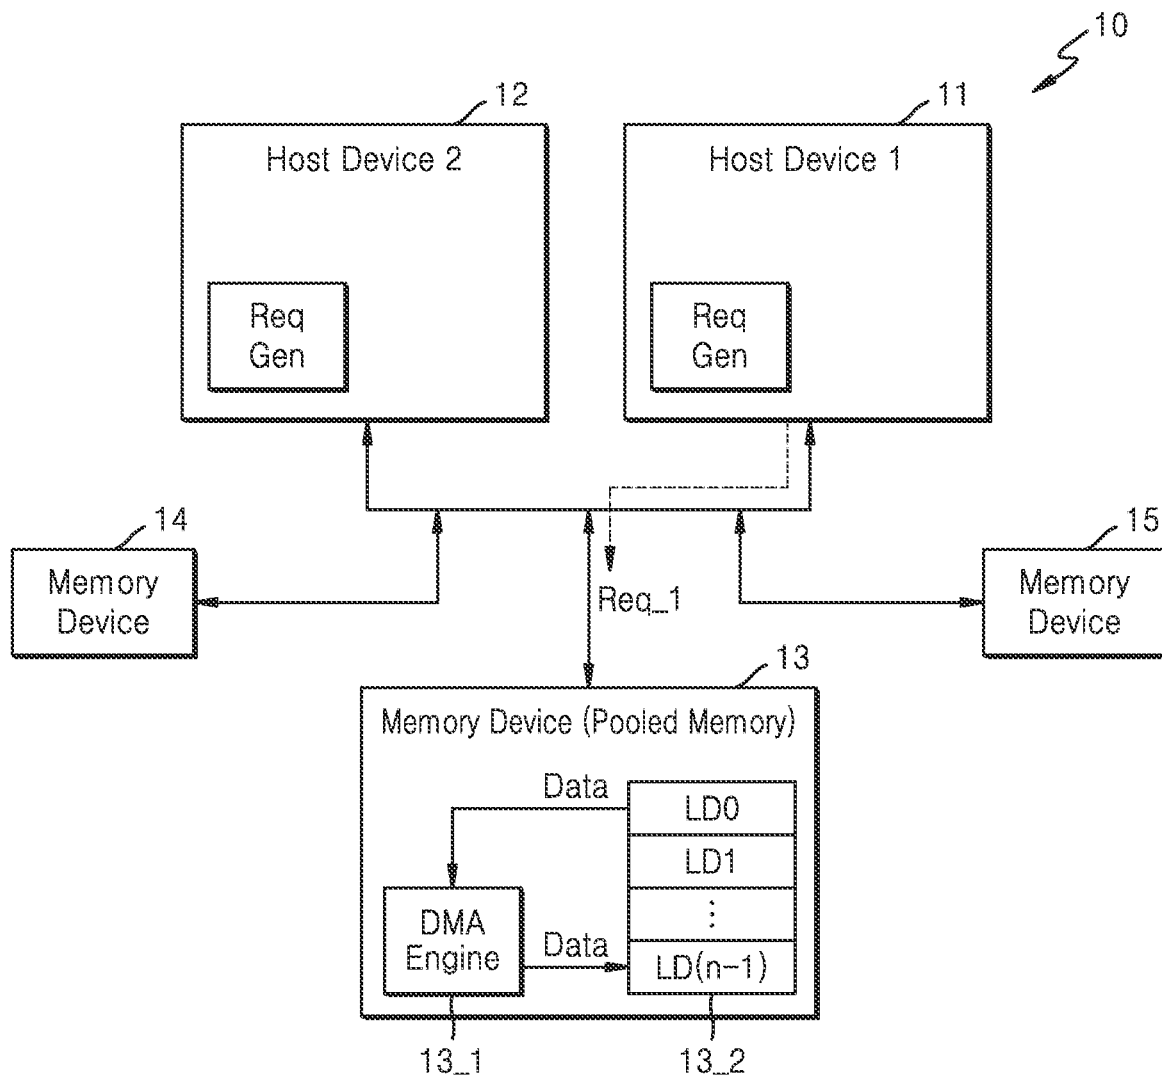 10
12
11
Host Device 2
Host Device 1
Req
Gen
Req
Gen
14
15
Memory
Device
Req_1
Memory
Device
13
Memory Device (Pooled Memory)
Data
LD0
LD1
⋮
DMA
Engine
Data
LD(n-1)
13_1
13_2